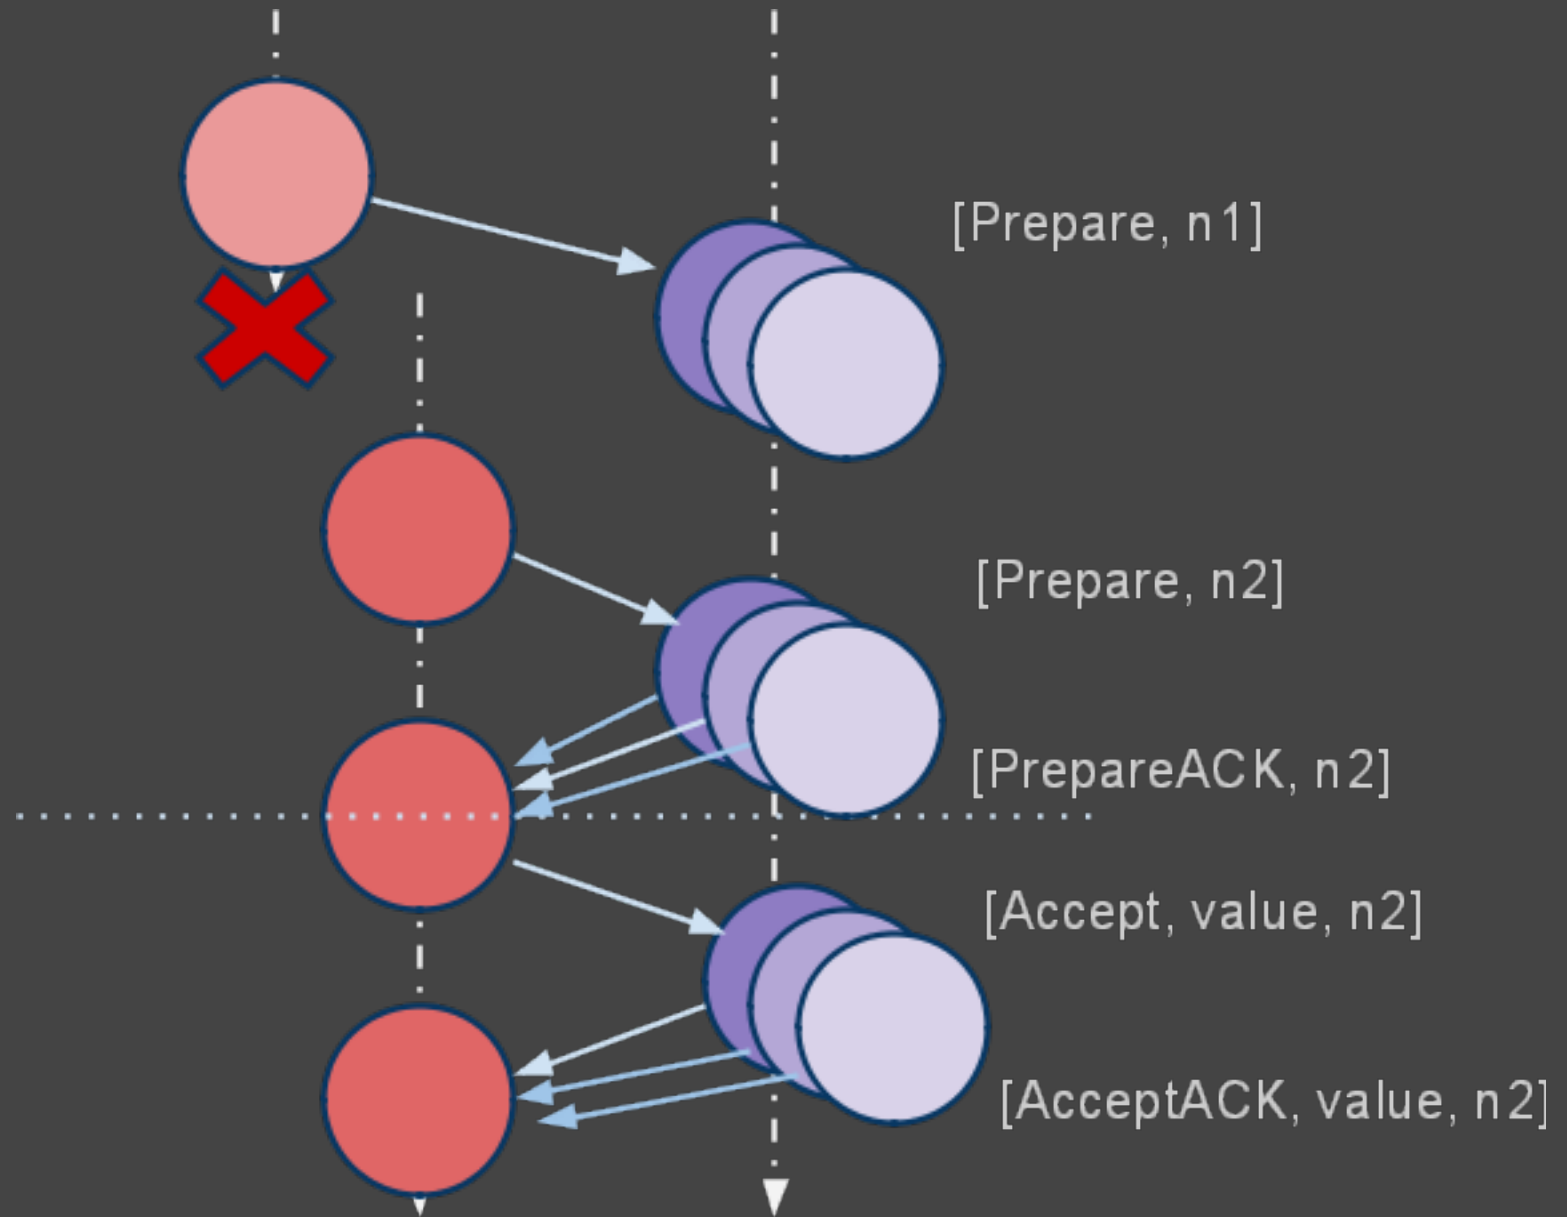 [Prepare, n1]
[Prepare, n2]
[PrepareACK, n2]
[Accept, value, n2]
[AcceptACK, value, n2]